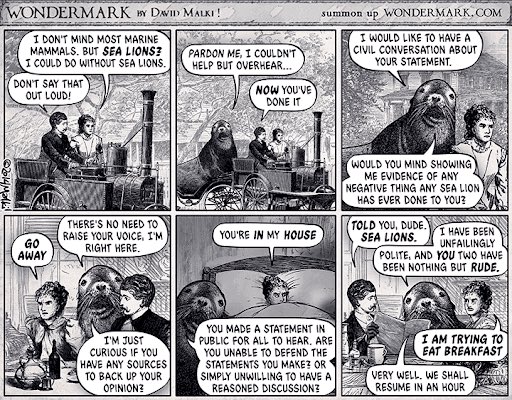 WONDERMARK BY DAVID MALKI !
summon up WONDERMARK.COM
I DON'T MIND MOST MARINE
MAMMALS. BUT SEA LIONS?
I COULD DO WITHOUT SEA LIONS.
DON'T SAY THAT
OUT LOUD!
PARDON ME, I COULDN'T
HELP BUT OVERHEAR...
NOW YOU'VE
DONE IT
I WOULD LIKE TO HAVE A
CIVIL CONVERSATION ABOUT
YOUR STATEMENT.
WOULD YOU MIND SHOWING
ME EVIDENCE OF ANY
NEGATIVE THING ANY SEA LION
HAS EVER DONE TO YOU?
GO
AWAY
THERE'S NO NEED TO
RAISE YOUR VOICE, I'M
RIGHT HERE.
I'M JUST
CURIOUS IF YOU
HAVE ANY SOURCES
TO BACK UP YOUR
OPINION?
YOU'RE IN MY HOUSE
YOU MADE A STATEMENT IN
PUBLIC FOR ALL TO HEAR. ARE
YOU UNABLE TO DEFEND THE
STATEMENTS YOU MAKE? OR
SIMPLY UNWILLING TO HAVE A
REASONED DISCUSSION?
TOLD YOU, DUDE.
SEA LIONS.
I HAVE BEEN
UNFAILINGLY
POLITE, AND YOU TWO HAVE
BEEN NOTHING BUT RUDE.
I AM TRYING TO
EAT BREAKFAST
VERY WELL. WE SHALL
RESUME IN AN HOUR